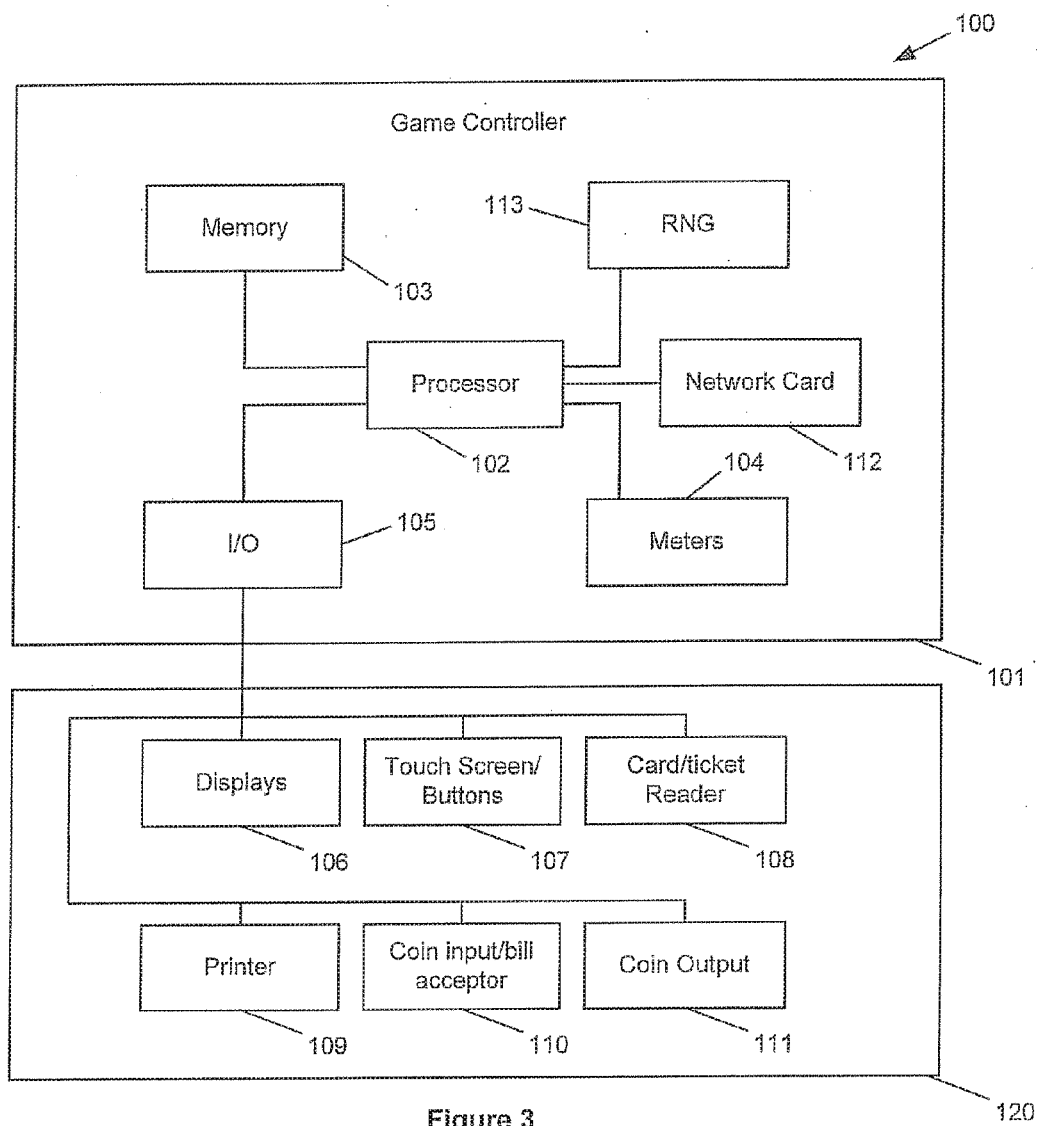 100
Game Controller
Memory
103
113
RNG
Processor
102
Network Card
112
I/O
105
104
Meters
101
Displays
106
Touch Screen/
Buttons
107
Card/ticket
Reader
108
Printer
109
Coin input/bill
acceptor
110
Coin Output
111
120
Figure 3